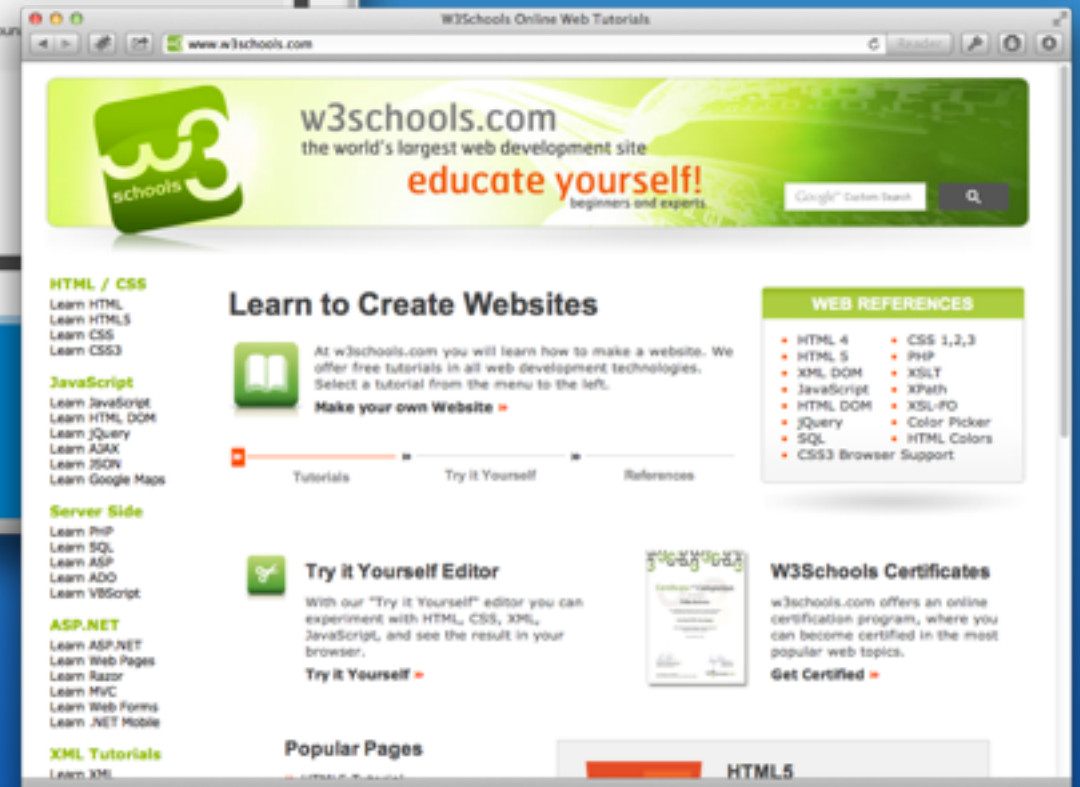 W3Schools Online Web Tutorials
www.w3schools.com
Reader
w3 schools
w3schools.com
the world's largest web development site
educate yourself!
beginners and experts
Google™ Custom Search
HTML / CSS
Learn HTML
Learn HTML5
Learn CSS
Learn CSS3
JavaScript
Learn JavaScript
Learn HTML DOM
Learn jQuery
Learn AJAX
Learn JSON
Learn Google Maps
Server Side
Learn PHP
Learn SQL
Learn ASP
Learn ADO
Learn VBScript
ASP.NET
Learn ASP.NET
Learn Web Pages
Learn Razor
Learn MVC
Learn Web Forms
Learn .NET Mobile
XML Tutorials
Learn XML
Learn to Create Websites
At w3schools.com you will learn how to make a website. We
offer free tutorials in all web development technologies.
Select a tutorial from the menu to the left.
Make your own Website »
Tutorials
Try it Yourself
References
WEB REFERENCES
HTML 4
HTML 5
XML DOM
JavaScript
HTML DOM
jQuery
SQL
CSS3 Browser Support
CSS 1,2,3
PHP
XSLT
XPath
XSL-FO
Color Picker
HTML Colors
Try it Yourself Editor
With our "Try it Yourself" editor you can
experiment with HTML, CSS, XML,
JavaScript, and see the result in your
browser.
Try it Yourself »
W3Schools Certificates
w3schools.com offers an online
certification program, where you
can become certified in the most
popular web topics.
Get Certified »
Popular Pages
HTML5 Tutorial
HTML5